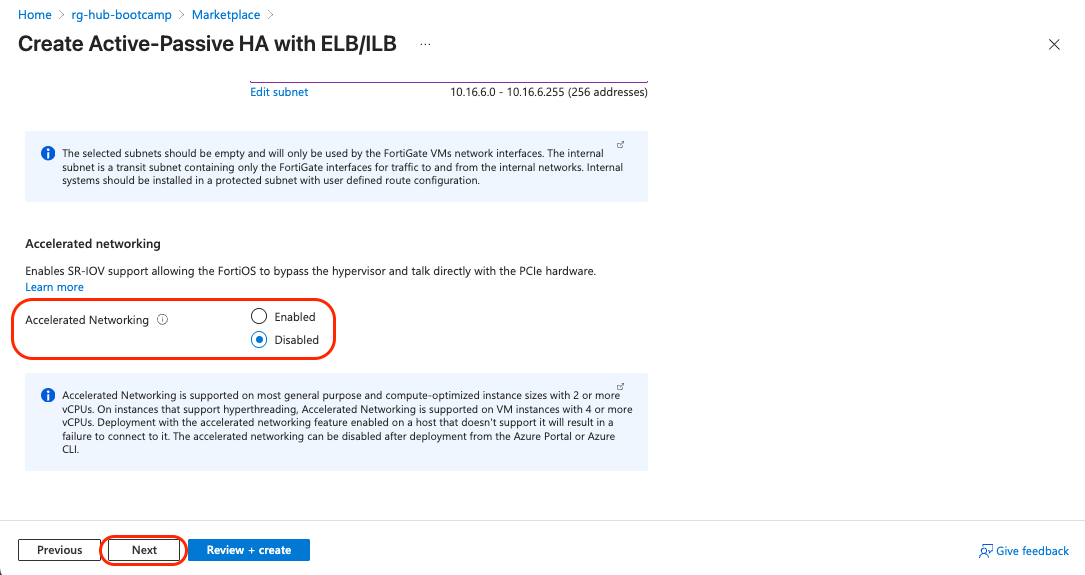 Home > rg-hub-bootcamp > Marketplace >
Create Active-Passive HA with ELB/ILB ...
Edit subnet 10.16.6.0 - 10.16.6.255 (256 addresses)
The selected subnets should be empty and will only be used by the FortiGate VMs network interfaces. The internal
subnet is a transit subnet containing only the FortiGate interfaces for traffic to and from the internal networks. Internal
systems should be installed in a protected subnet with user defined route configuration.
Accelerated networking
Enables SR-IOV support allowing the FortiOS to bypass the hypervisor and talk directly with the PCIe hardware.
Learn more
Accelerated Networking
Enabled
Disabled
Accelerated Networking is supported on most general purpose and compute-optimized instance sizes with 2 or more
vCPUs. On instances that support hyperthreading, Accelerated Networking is supported on VM instances with 4 or more
vCPUs. Deployment with the accelerated networking feature enabled on a host that doesn't support it will result in a
failure to connect to it. The accelerated networking can be disabled after deployment from the Azure Portal or Azure
CLI.
Previous Next Review + create Give feedback